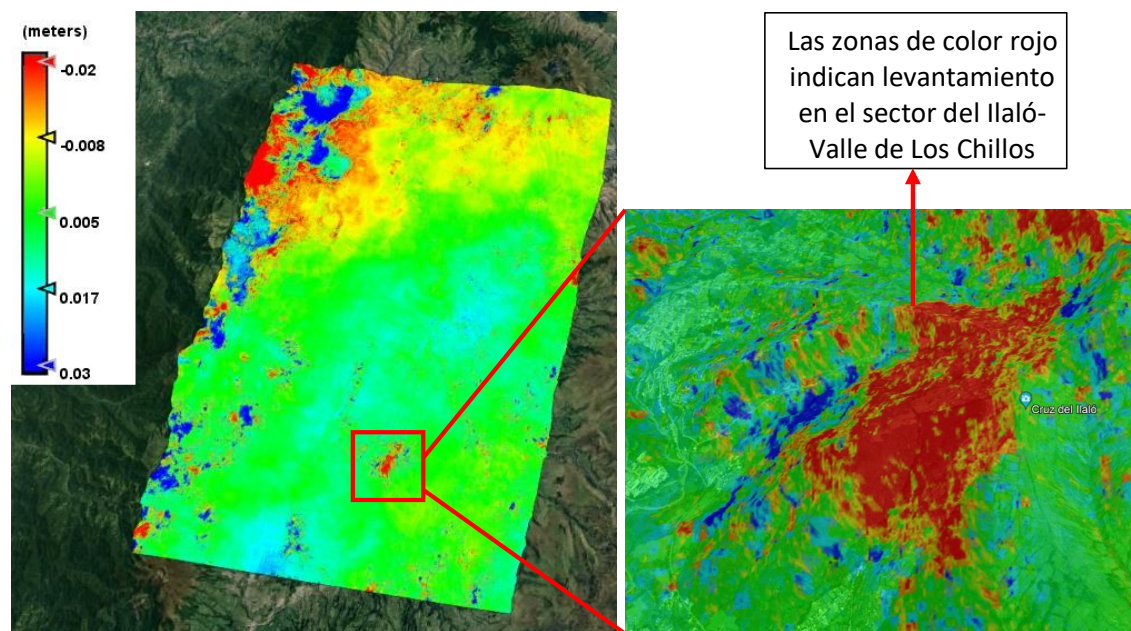 (meters)
-0.02
-0.008
0.005
0.017
0.03
Las zonas de color rojo
indican levantamiento
en el sector del Ilaló-
Valle de Los Chillos
Cruz del Ilaló